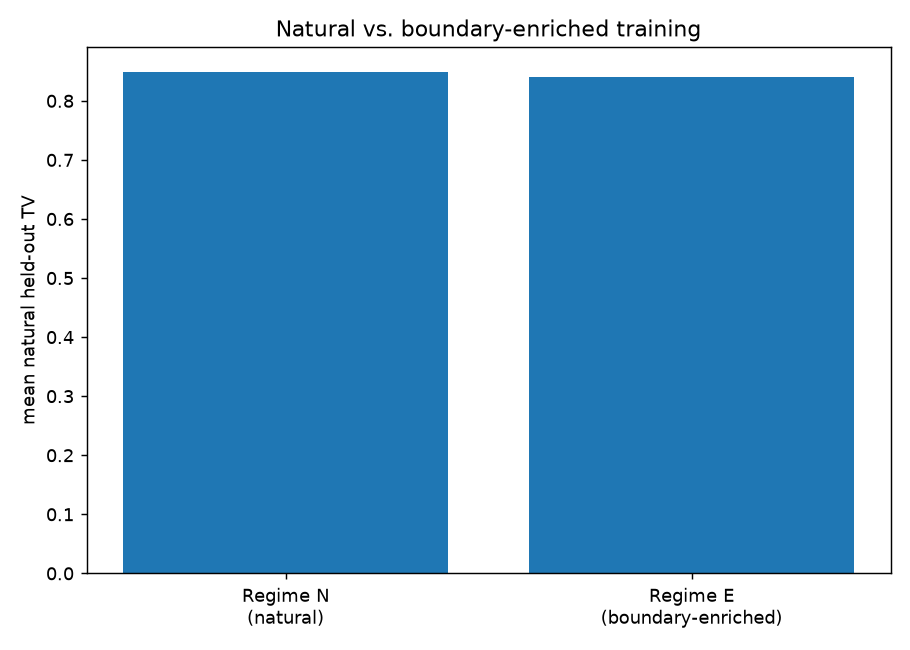 Natural vs. boundary-enriched training
mean natural held-out TV
0.8
0.7
0.6
0.5
0.4
0.3
0.2
0.1
0.0
Regime N
(natural)
Regime E
(boundary-enriched)